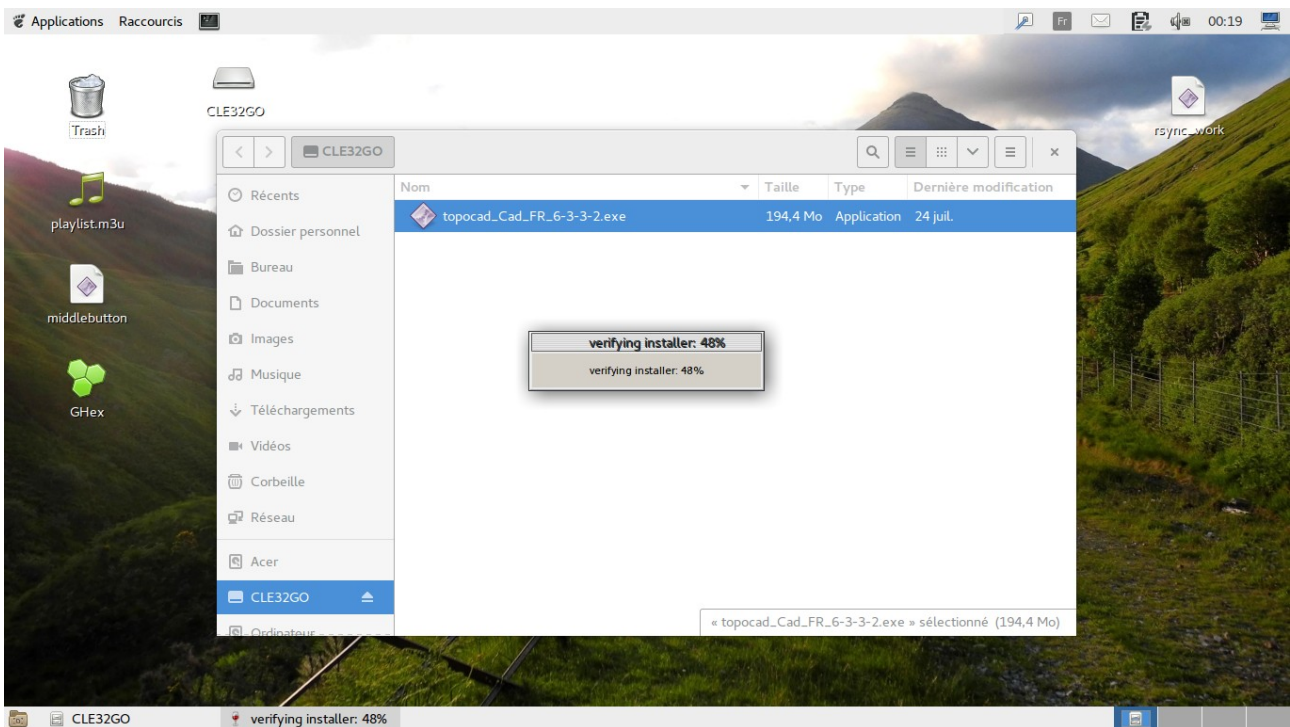 Applications Raccourcis
Fr
00:19
Trash
CLE32GO
rsync_work
playlist.m3u
middlebutton
GHex
CLE32GO
Récents
Dossier personnel
Bureau
Documents
Images
Musique
Téléchargements
Vidéos
Corbeille
Réseau
Acer
CLE32GO
Ordinateur
Nom Taille Type Dernière modification
topocad_Cad_FR_6-3-3-2.exe 194,4 Mo Application 24 juil.
verifying installer: 48%
verifying installer: 48%
« topocad_Cad_FR_6-3-3-2.exe » sélectionné (194,4 Mo)
CLE32GO
verifying installer: 48%